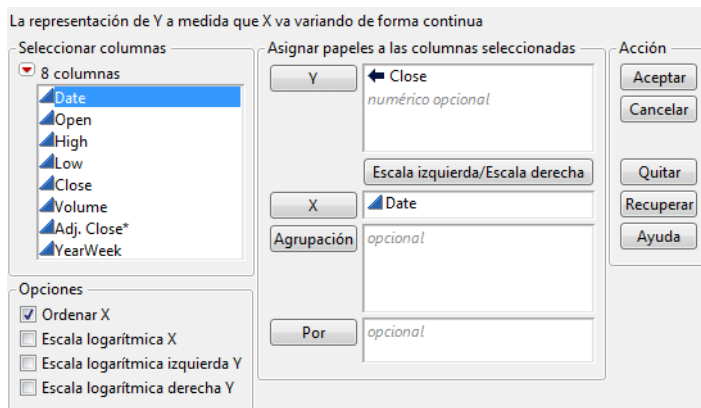 La representación de Y a medida que X va variando de forma continua
Seleccionar columnas
8 columnas
Date
Open
High
Low
Close
Volume
Adj. Close*
YearWeek
Opciones
Ordenar X
Escala logarítmica X
Escala logarítmica izquierda Y
Escala logarítmica derecha Y
Asignar papeles a las columnas seleccionadas
Y
Close
numérico opcional
Escala izquierda/Escala derecha
X
Date
Agrupación
opcional
Por
opcional
Acción
Aceptar
Cancelar
Quitar
Recuperar
Ayuda